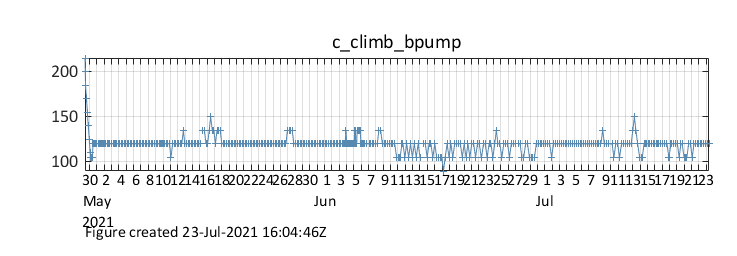 c_climb_bpump
200
150
100
30 2 4 6 8 10 12 14 16 18 20 22 24 26 28 30 1 3 5 7 9 11 13 15 17 19 21 23 25 27 29 1 3 5 7 9 11 13 15 17 19 21 23
May Jun Jul
2021
Figure created 23-Jul-2021 16:04:46Z